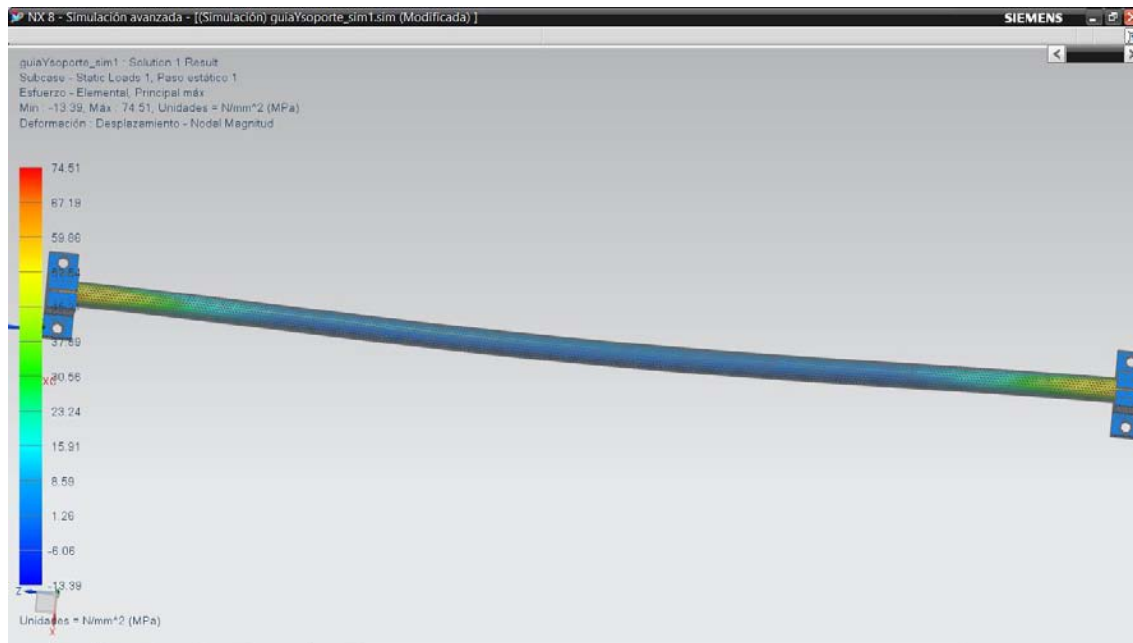 NX 8 - Simulación avanzada - [(Simulación) guiaYsoporte_sim1.sim (Modificada) ]
SIEMENS
guiaYsoporte_sim1 : Solution 1 Result
Subcase - Static Loads 1, Paso estático 1
Esfuerzo - Elemental, Principal máx
Min : -13.39, Máx : 74.51, Unidades = N/mm^2 (MPa)
Deformación : Desplazamiento - Nodal Magnitud
74.51
67.19
59.86
37.89
30.56
XC
23.24
15.91
8.59
1.26
-6.06
-13.39
Z
X
Unidades = N/mm^2 (MPa)